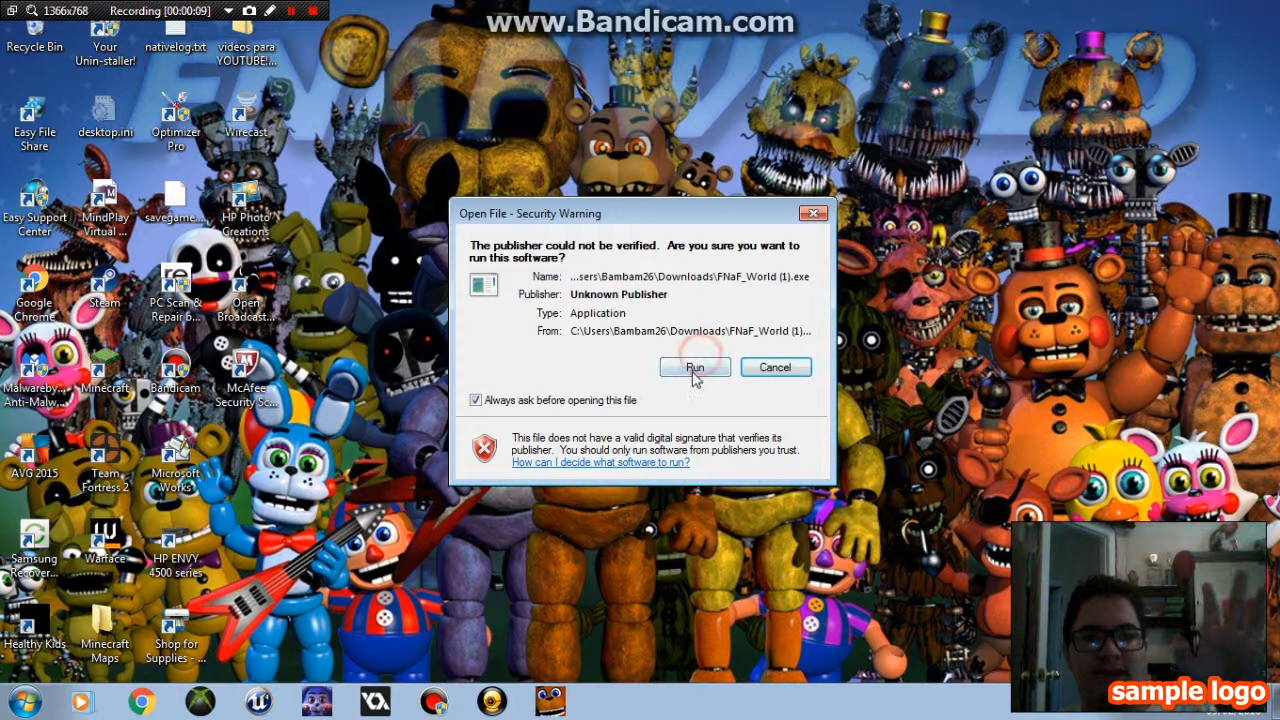 1366x768 Recording [00:00:09]
www.Bandicam.com
FNAF WORLD
Recycle Bin
Your
Unin-staller!
nativelog.txt
videos para
YOUTUBE!...
Easy File
Share
desktop.ini
Optimizer
Pro
Wirecast
Easy Support
Center
MindPlay
Virtual ...
savegame....
HP Photo
Creations
Google
Chrome
Steam
PC Scan &
Repair b...
Open
Broadcast...
Malwareby...
Anti-Malw...
Minecraft
Bandicam
McAfee
Security Sc...
AVG 2015
Team
Fortress 2
Microsoft
Works
Samsung
Recover...
Warface
HP ENVY
4500 series
Healthy Kids
Minecraft
Maps
Shop for
Supplies - ...
Open File - Security Warning
The publisher could not be verified. Are you sure you want to
run this software?
Name: ...sers\Bambam26\Downloads\FNaF_World (1).exe
Publisher: Unknown Publisher
Type: Application
From: C:\Users\Bambam26\Downloads\FNaF_World (1)...
Run
Cancel
Always ask before opening this file
This file does not have a valid digital signature that verifies its
publisher. You should only run software from publishers you trust.
How can I decide what software to run?
sample logo